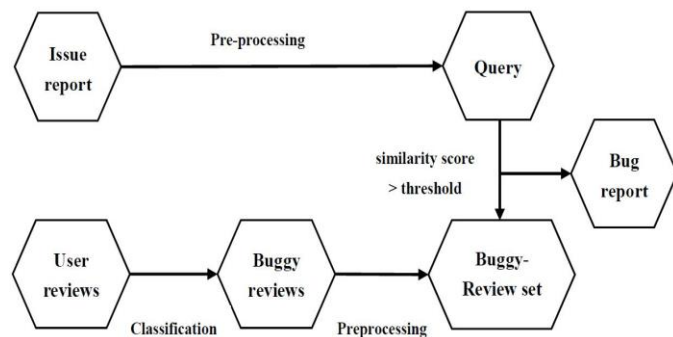 Issue
report
Pre-processing
Query
similarity score
> threshold
Bug
report
User
reviews
Classification
Buggy
reviews
Preprocessing
Buggy-
Review set